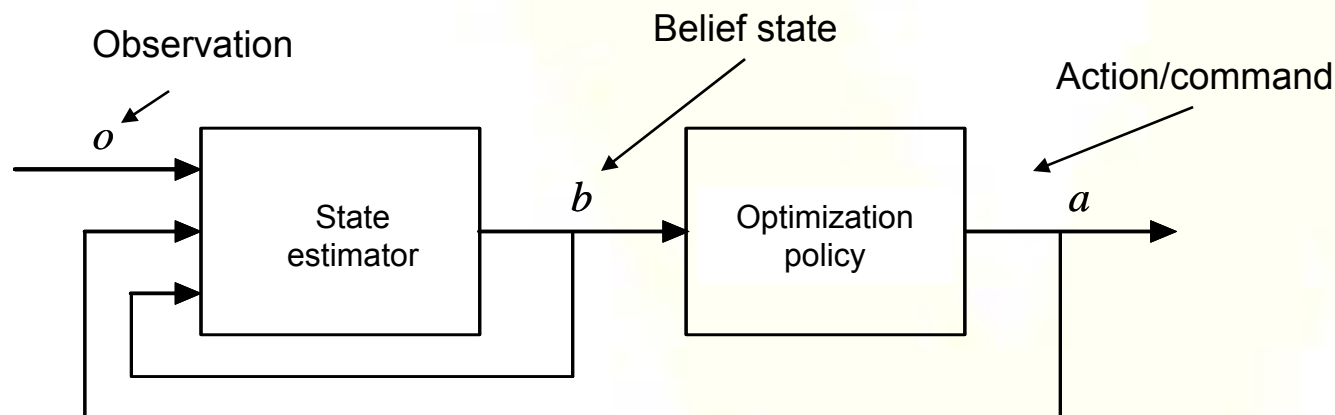 Observation
Belief state
Action/command
o
b
a
State
estimator
Optimization
policy